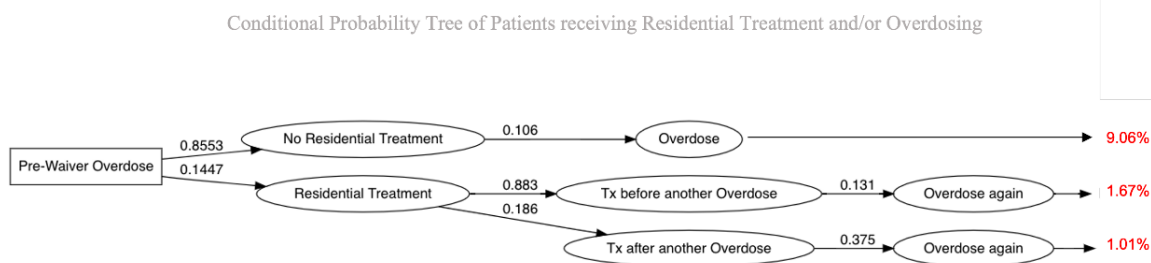 Conditional Probability Tree of Patients receiving Residential Treatment and/or Overdosing
Pre-Waiver Overdose
0.8553
No Residential Treatment
0.106
Overdose
9.06%
0.1447
Residential Treatment
0.883
Tx before another Overdose
0.131
Overdose again
1.67%
0.186
Tx after another Overdose
0.375
Overdose again
1.01%